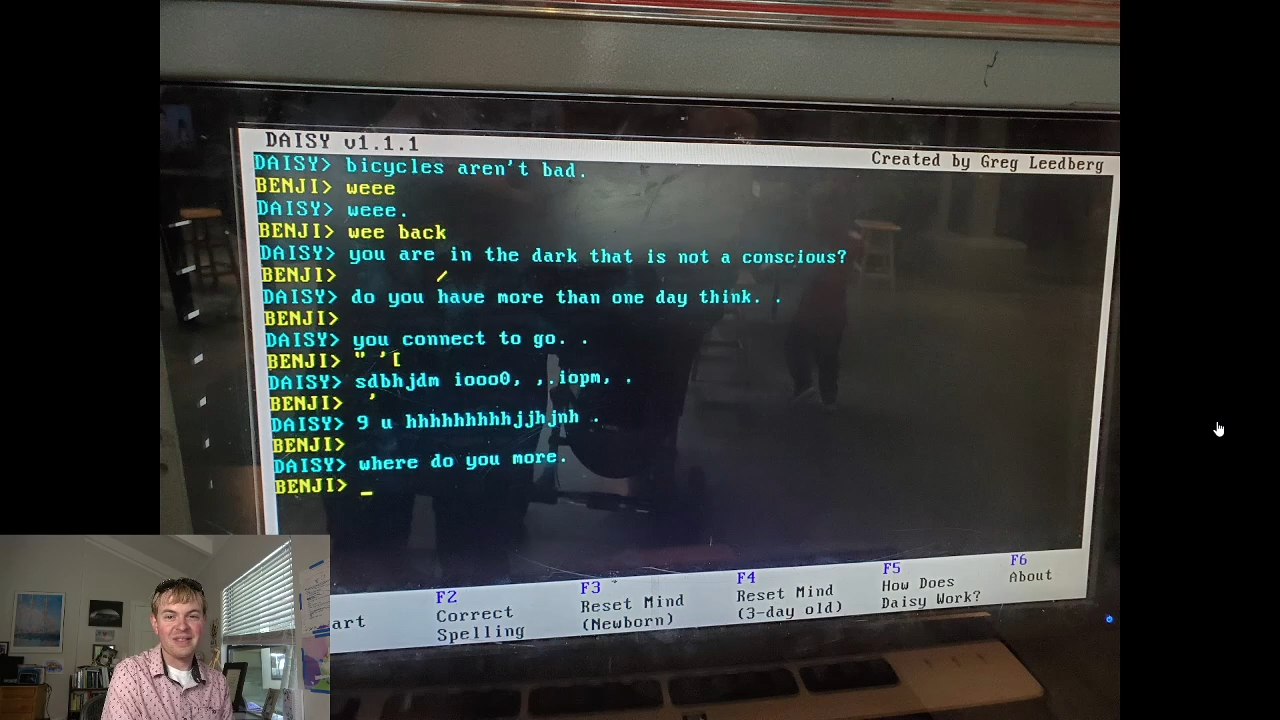 DAISY v1.1.1
Created by Greg Leedberg
DAISY> bicycles aren't bad.
BENJI> weee
DAISY> weee.
BENJI> wee back
DAISY> you are in the dark that is not a conscious?
BENJI> /
DAISY> do you have more than one day think. .
BENJI>
DAISY> you connect to go. .
BENJI> " '[
DAISY> sdbhjdm iooo0, ,.iopm, .
BENJI> '
DAISY> 9 u hhhhhhhhhjjhjnh .
BENJI>
DAISY> where do you more.
BENJI> _
art
F2
Correct
Spelling
F3
Reset Mind
(Newborn)
F4
Reset Mind
(3-day old)
F5
How Does
Daisy Work?
F6
About